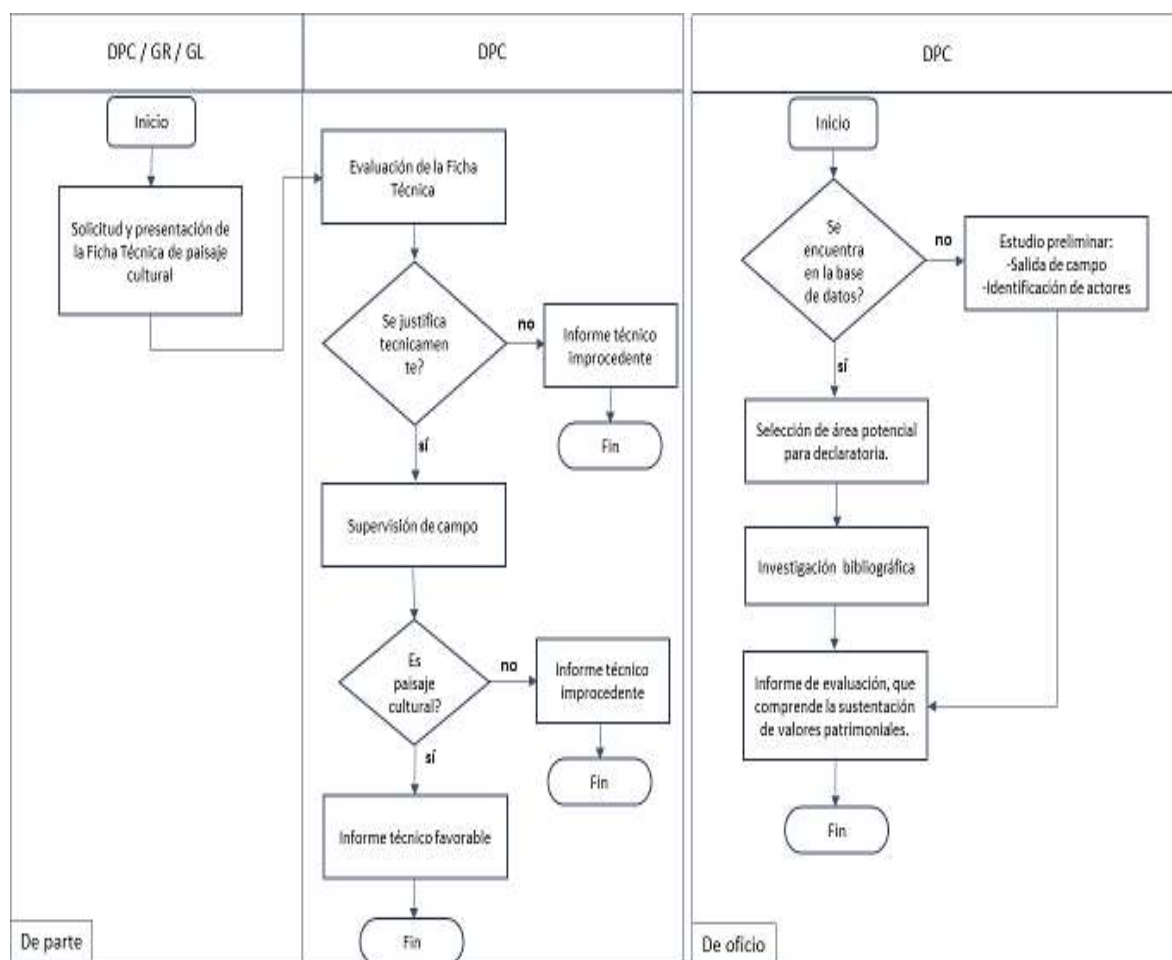 DPC / GR / GL
DPC
Inicio
Solicitud y presentación de
la Ficha Técnica de paisaje
cultural
Evaluación de la Ficha
Técnica
Se justifica
tecnicamen
te?
no
Informe técnico
improcedente
Fin
sí
Supervisión de campo
Es
paisaje
cultural?
no
Informe técnico
improcedente
Fin
sí
Informe técnico favorable
Fin
De parte
DPC
Inicio
Se
encuentra
en la base
de datos?
no
Estudio preliminar:
-Salida de campo
-Identificación de actores
sí
Selección de área potencial
para declaratoria.
Investigación bibliográfica
Informe de evaluación, que
comprende la sustentación
de valores patrimoniales.
Fin
De oficio